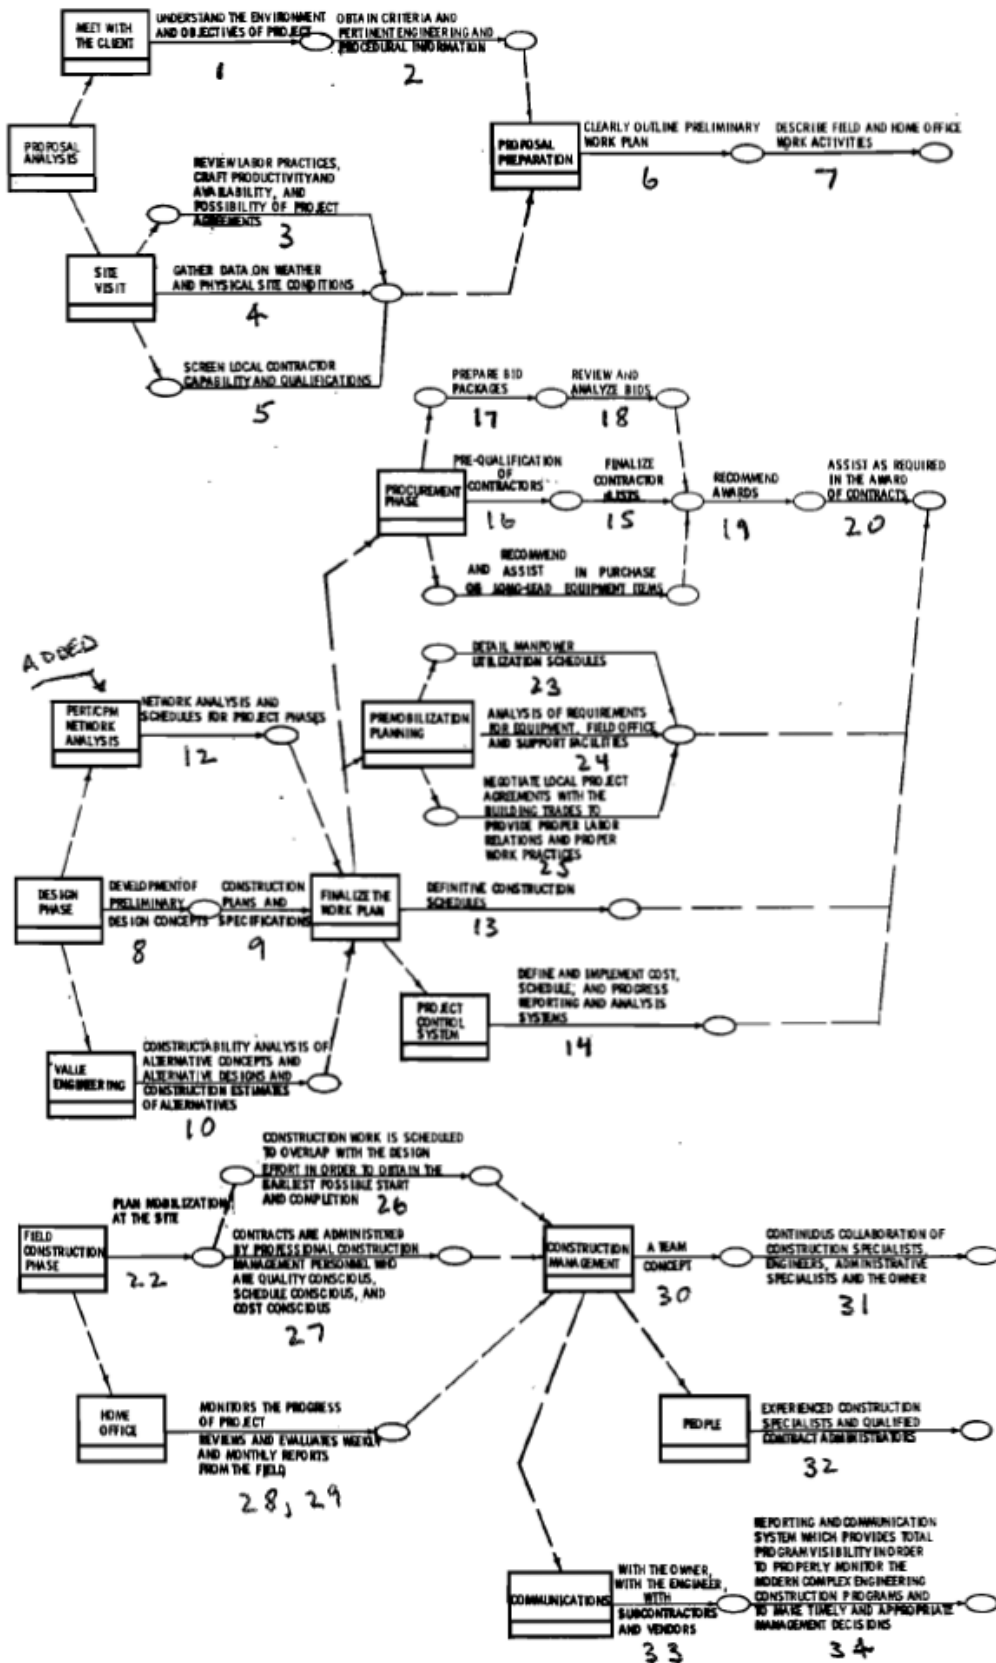 MEET WITH
THE CLIENT
UNDERSTAND THE ENVIRONMENT
AND OBJECTIVES OF PROJECT
1
OBTAIN CRITERIA AND
PERTINENT ENGINEERING AND
PROCEDURAL INFORMATION
2
PROPOSAL
ANALYSIS
PROPOSAL
PREPARATION
CLEARLY OUTLINE PRELIMINARY
WORK PLAN
6
DESCRIBE FIELD AND HOME OFFICE
WORK ACTIVITIES
7
REVIEW LABOR PRACTICES,
CRAFT PRODUCTIVITY AND
AVAILABILITY, AND
POSSIBILITY OF PROJECT
AGREEMENTS
3
SITE
VISIT
GATHER DATA ON WEATHER
AND PHYSICAL SITE CONDITIONS
4
SCREEN LOCAL CONTRACTOR
CAPABILITY AND QUALIFICATIONS
5
PREPARE BID
PACKAGES
17
REVIEW AND
ANALYZE BIDS
18
PROCUREMENT
PHASE
PRE-QUALIFICATION
OF
CONTRACTORS
16
FINALIZE
CONTRACTOR
LISTS
15
RECOMMEND
AWARDS
19
ASSIST AS REQUIRED
IN THE AWARD
OF CONTRACTS
20
RECOMMEND
AND ASSIST IN PURCHASE
OF LONG-LEAD EQUIPMENT ITEMS
ADDED
PERT/CPM
NETWORK
ANALYSIS
NETWORK ANALYSIS AND
SCHEDULES FOR PROJECT PHASES
12
DETAIL MANPOWER
UTILIZATION SCHEDULES
23
PREMOBILIZATION
PLANNING
ANALYSIS OF REQUIREMENTS
FOR EQUIPMENT, FIELD OFFICE
AND SUPPORT FACILITIES
24
NEGOTIATE LOCAL PROJECT
AGREEMENTS WITH THE
BUILDING TRADES TO
PROVIDE PROPER LABOR
RELATIONS AND PROPER
WORK PRACTICES
25
DESIGN
PHASE
DEVELOPMENT OF
PRELIMINARY
DESIGN CONCEPTS
8
CONSTRUCTION
PLANS AND
SPECIFICATIONS
9
FINALIZE THE
WORK PLAN
DEFINITIVE CONSTRUCTION
SCHEDULES
13
PROJECT
CONTROL
SYSTEM
DEFINE AND IMPLEMENT COST,
SCHEDULE, AND PROGRESS
REPORTING AND ANALYSIS
SYSTEMS
14
VALUE
ENGINEERING
CONSTRUCTABILITY ANALYSIS OF
ALTERNATIVE CONCEPTS AND
ALTERNATIVE DESIGNS AND
CONSTRUCTION ESTIMATES
OF ALTERNATIVES
10
CONSTRUCTION WORK IS SCHEDULED
TO OVERLAP WITH THE DESIGN
EFFORT IN ORDER TO OBTAIN THE
EARLIEST POSSIBLE START
AND COMPLETION
26
FIELD
CONSTRUCTION
PHASE
PLAN MOBILIZATION
AT THE SITE
22
CONTRACTS ARE ADMINISTERED
BY PROFESSIONAL CONSTRUCTION
MANAGEMENT PERSONNEL WHO
ARE QUALITY CONSCIOUS,
SCHEDULE CONSCIOUS, AND
COST CONSCIOUS
27
CONSTRUCTION
MANAGEMENT
A TEAM
CONCEPT
30
CONTINUOUS COLLABORATION OF
CONSTRUCTION SPECIALISTS,
ENGINEERS, ADMINISTRATIVE
SPECIALISTS AND THE OWNER
31
HOME
OFFICE
MONITORS THE PROGRESS
OF PROJECT
REVIEWS AND EVALUATES WEEKLY
AND MONTHLY REPORTS
FROM THE FIELD
28, 29
PEOPLE
EXPERIENCED CONSTRUCTION
SPECIALISTS AND QUALIFIED
CONTRACT ADMINISTRATORS
32
COMMUNICATIONS
WITH THE OWNER,
WITH THE ENGINEER,
WITH
SUBCONTRACTORS
AND VENDORS
33
REPORTING AND COMMUNICATION
SYSTEM WHICH PROVIDES TOTAL
PROGRAM VISIBILITY IN ORDER
TO PROPERLY MONITOR THE
MODERN COMPLEX ENGINEERING
CONSTRUCTION PROGRAMS AND
TO MAKE TIMELY AND APPROPRIATE
MANAGEMENT DECISIONS
34